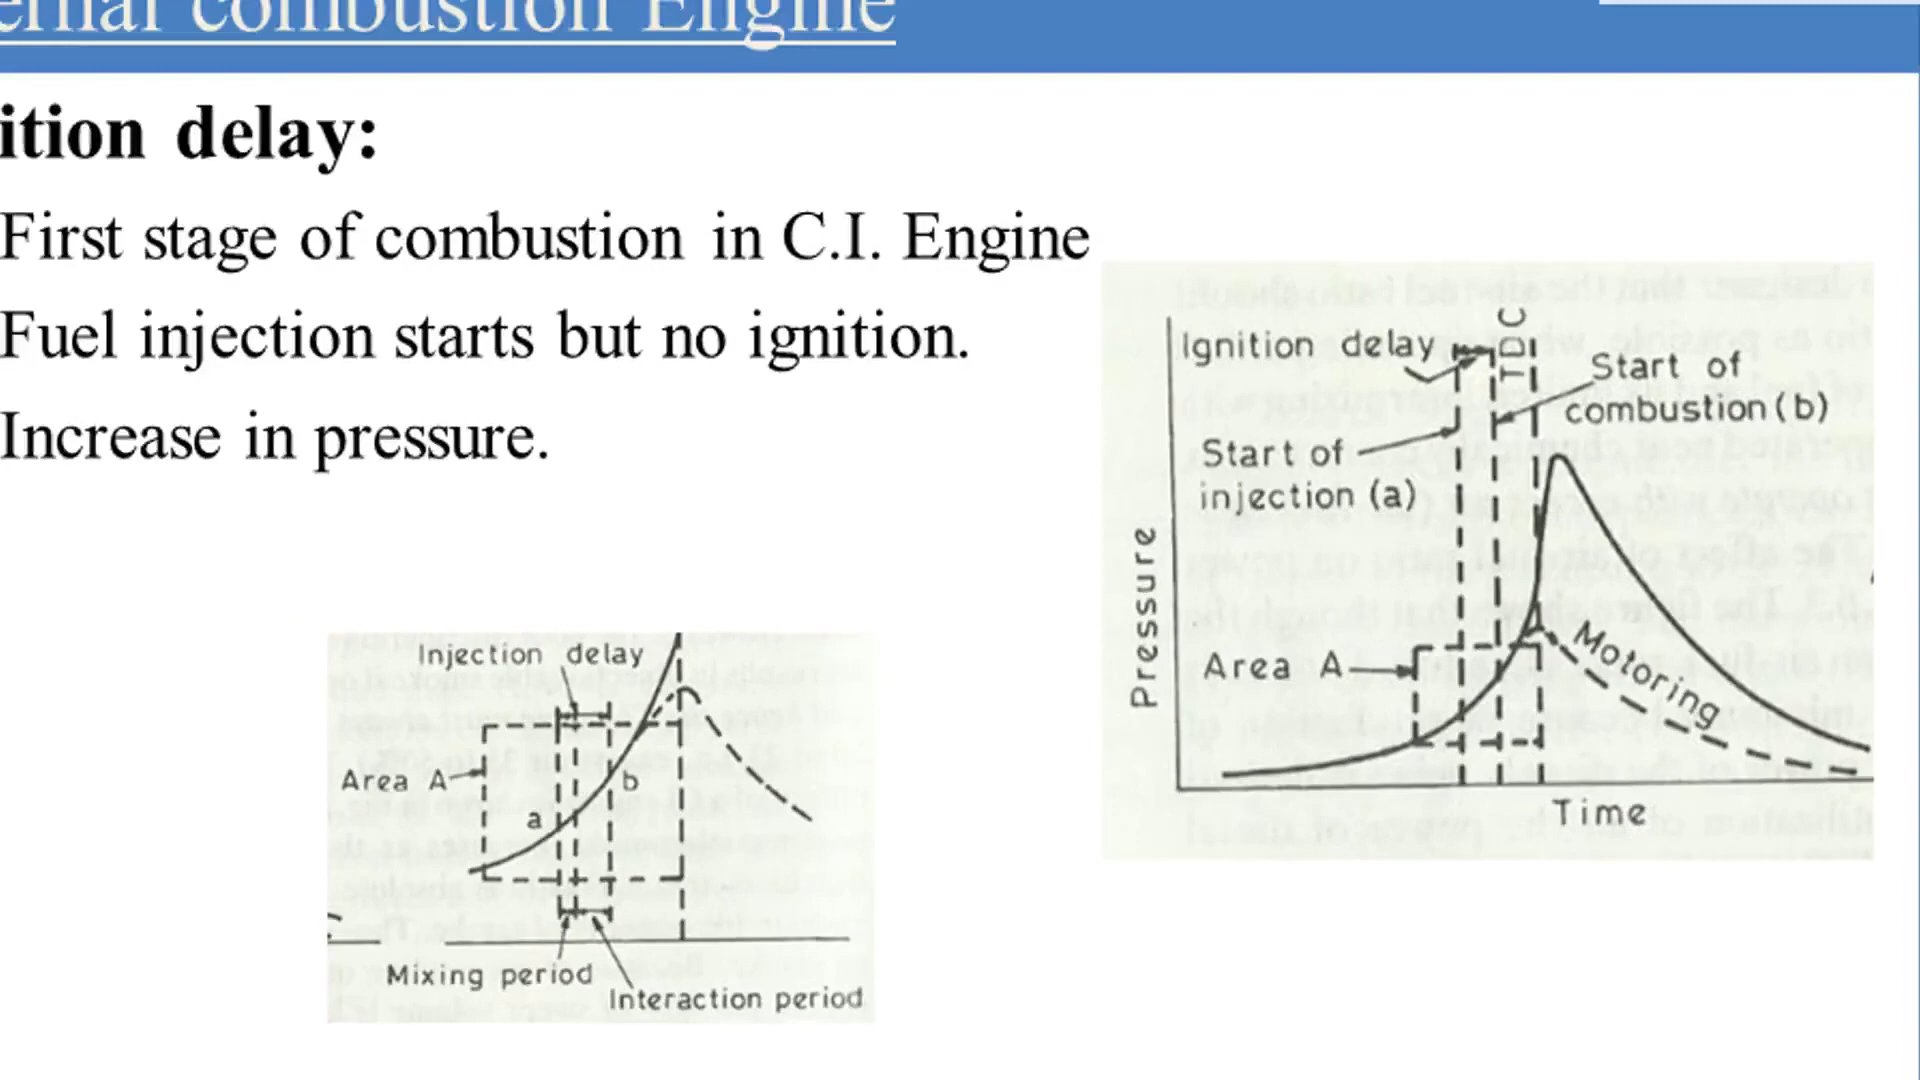 ernal combustion Engine
ition delay:
First stage of combustion in C.I. Engine
Fuel injection starts but no ignition.
Increase in pressure.
Ignition delay
TDC
Start of
combustion (b)
Start of
injection (a)
Pressure
Area A
Motoring
Time
Injection delay
Area A
b
a
Mixing period
Interaction period